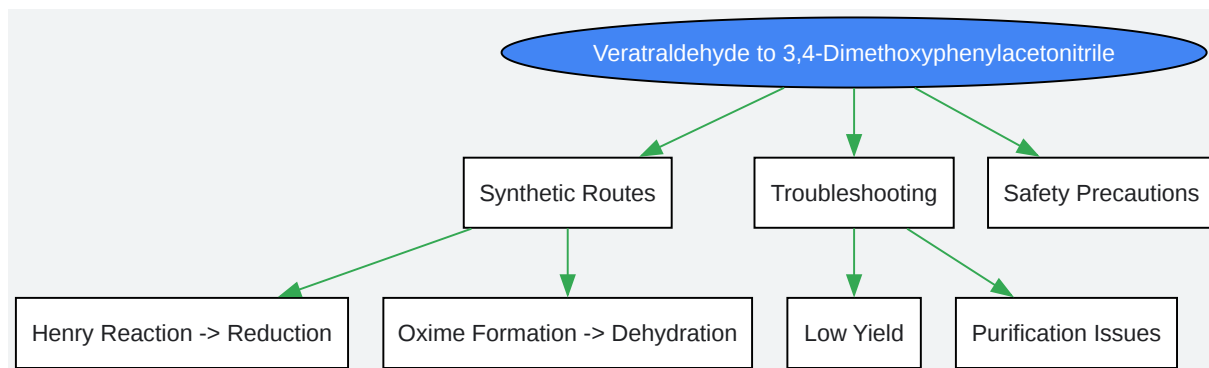 Veratraldehyde to 3,4-Dimethoxyphenylacetonitrile
Synthetic Routes
Troubleshooting
Safety Precautions
Henry Reaction -> Reduction
Oxime Formation -> Dehydration
Low Yield
Purification Issues